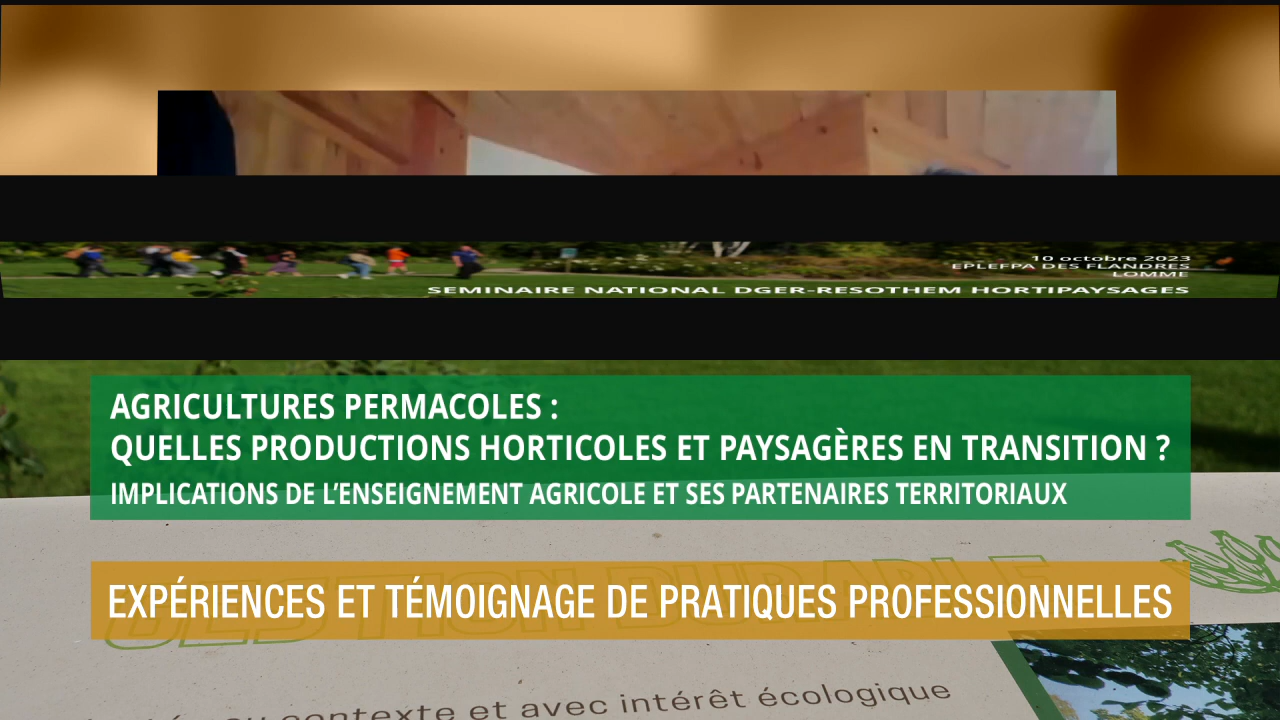 10 octobre 2023
EPLEFPA DES FLANDRES
LOMME
SEMINAIRE NATIONAL DGER-RESOTHEM HORTIPAYSAGES
AGRICULTURES PERMACOLES :
QUELLES PRODUCTIONS HORTICOLES ET PAYSAGÈRES EN TRANSITION ?
IMPLICATIONS DE L'ENSEIGNEMENT AGRICOLE ET SES PARTENAIRES TERRITORIAUX
GESTION DURABLE
EXPÉRIENCES ET TÉMOIGNAGE DE PRATIQUES PROFESSIONNELLES
contexte et avec intérêt écologique